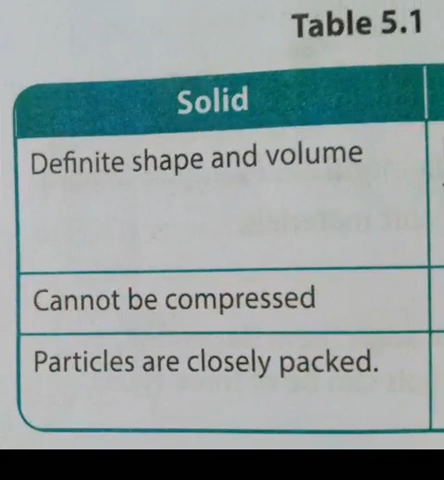 Table 5.1
Solid
Definite shape and volume
Cannot be compressed
Particles are closely packed.